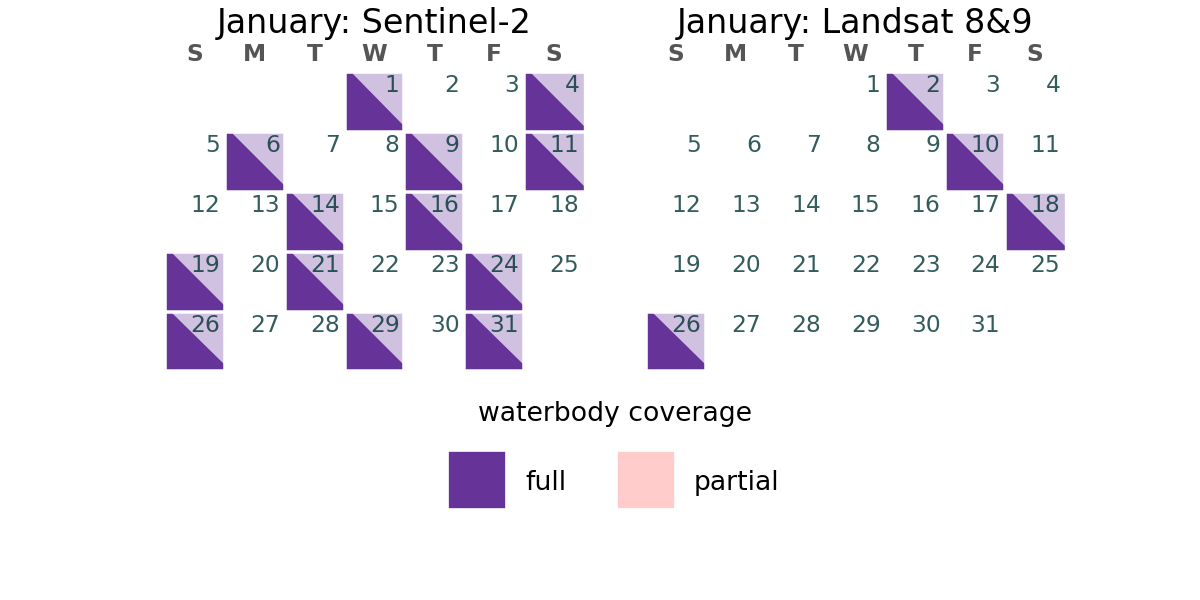 January: Sentinel-2
S M T W T F S
1 2 3 4
5 6 7 8 9 10 11
12 13 14 15 16 17 18
19 20 21 22 23 24 25
26 27 28 29 30 31
January: Landsat 8&9
S M T W T F S
1 2 3 4
5 6 7 8 9 10 11
12 13 14 15 16 17 18
19 20 21 22 23 24 25
26 27 28 29 30 31
waterbody coverage
full partial